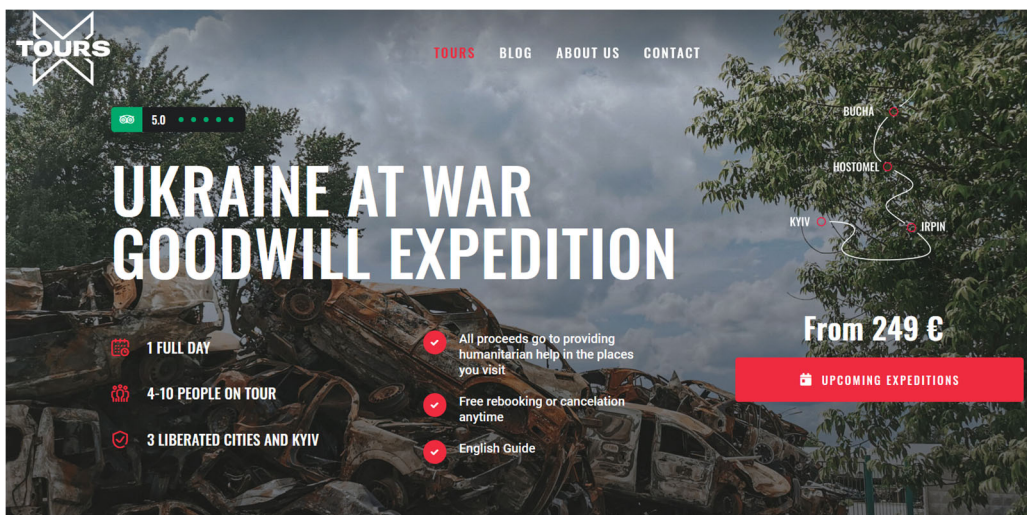 TOURS
TOURS BLOG ABOUT US CONTACT
5.0
UKRAINE AT WAR
GOODWILL EXPEDITION
1 FULL DAY
4-10 PEOPLE ON TOUR
3 LIBERATED CITIES AND KYIV
All proceeds go to providing
humanitarian help in the places
you visit
Free rebooking or cancelation
anytime
English Guide
BUCHA
HOSTOMEL
KYIV
IRPIN
From 249 €
UPCOMING EXPEDITIONS